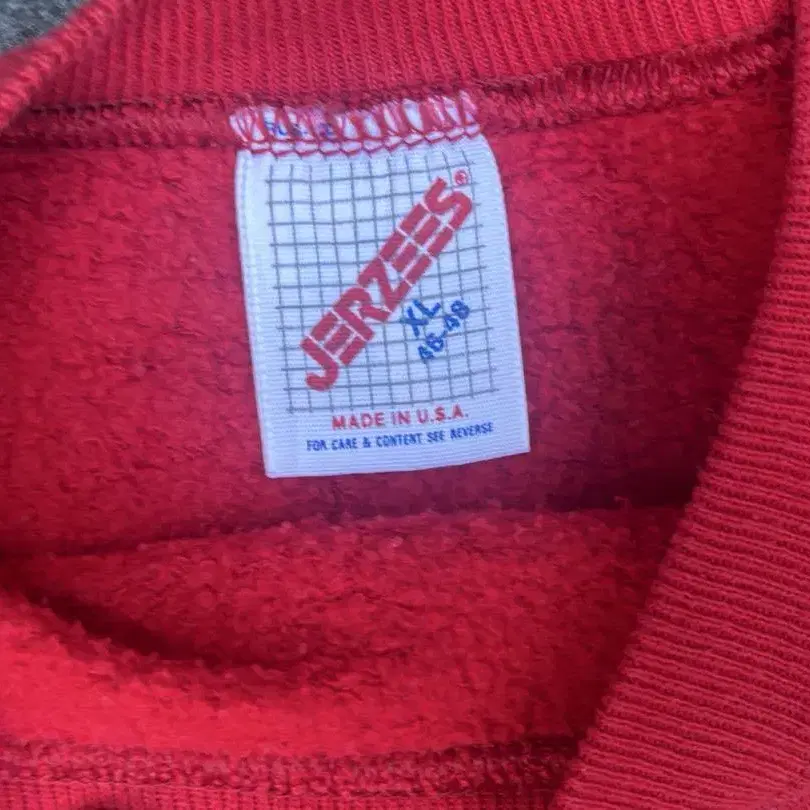 JERZEES®
XL
46-48
MADE IN U.S.A.
FOR CARE & CONTENT SEE REVERSE